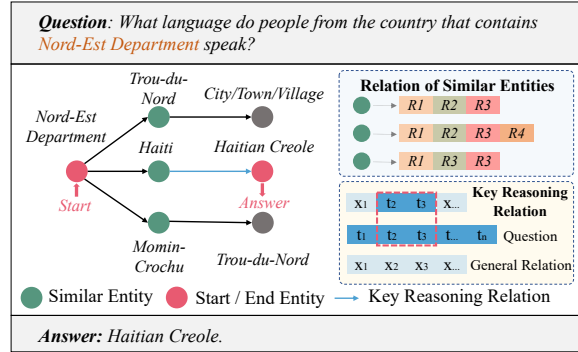 Question: What language do people from the country that contains
Nord-Est Department speak?
Trou-du-
Nord
City/Town/Village
Nord-Est
Department
Haiti
Haitian Creole
Start
Answer
Momin-
Crochu
Trou-du-Nord
Relation of Similar Entities
R1 R2 R3
R1 R2 R3 R4
R1 R3 R3
x1 t2 t3 x...
Key Reasoning
Relation
t1 t2 t3 t... tn
Question
x1 x2 x3 x...
General Relation
Similar Entity
Start / End Entity
Key Reasoning Relation
Answer: Haitian Creole.